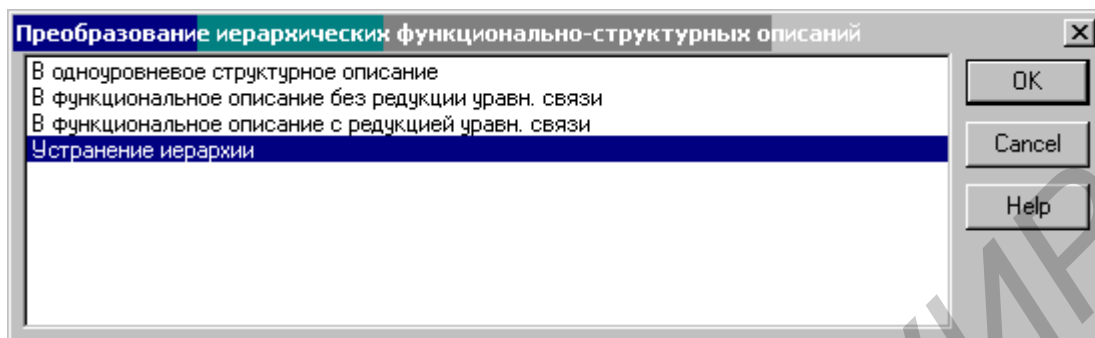 Преобразование иерархических функционально-структурных описаний
В одноуровневое структурное описание
В функциональное описание без редукции уравн. связи
В функциональное описание с редукцией уравн. связи
Устранение иерархии
OK
Cancel
Help